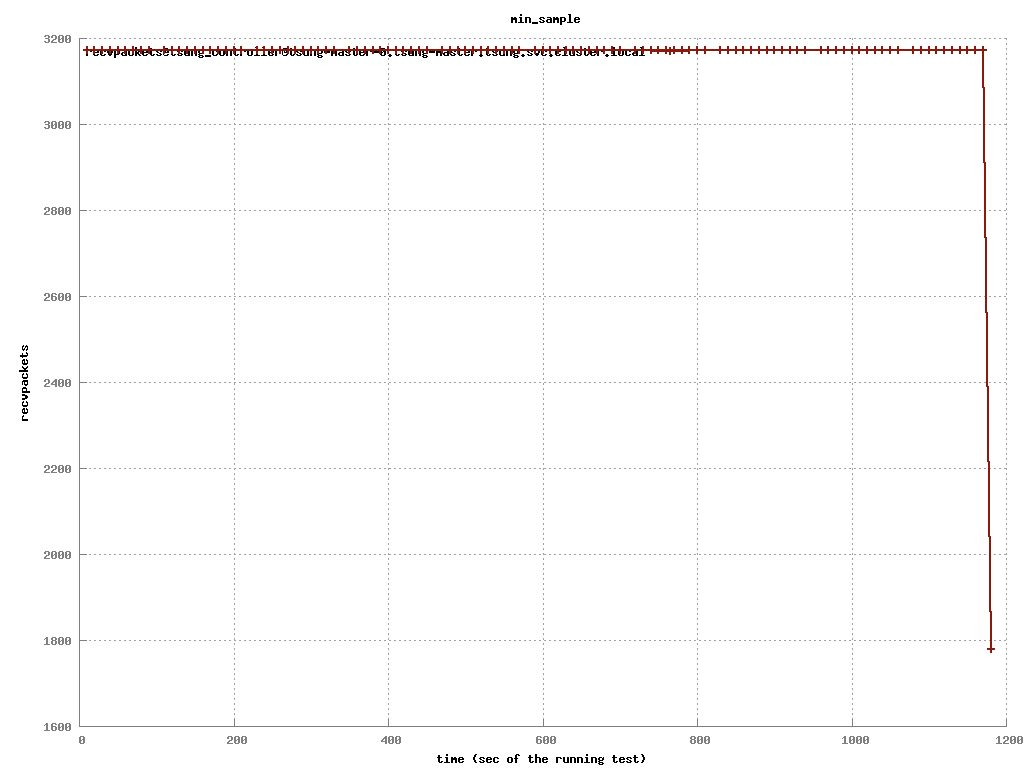 min_sample
3200
recvpackets:tsung_controller@tsung-master-0.tsung-master.tsung.svc.cluster.local
3000
2800
2600
2400
2200
2000
1800
1600
recvpackets
0 200 400 600 800 1000 1200
time (sec of the running test)